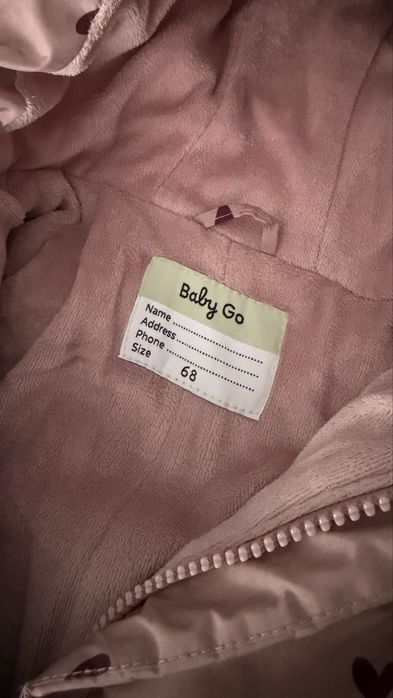 Baby Go
Name ....................
Address....................
Phone ....................
Size
68